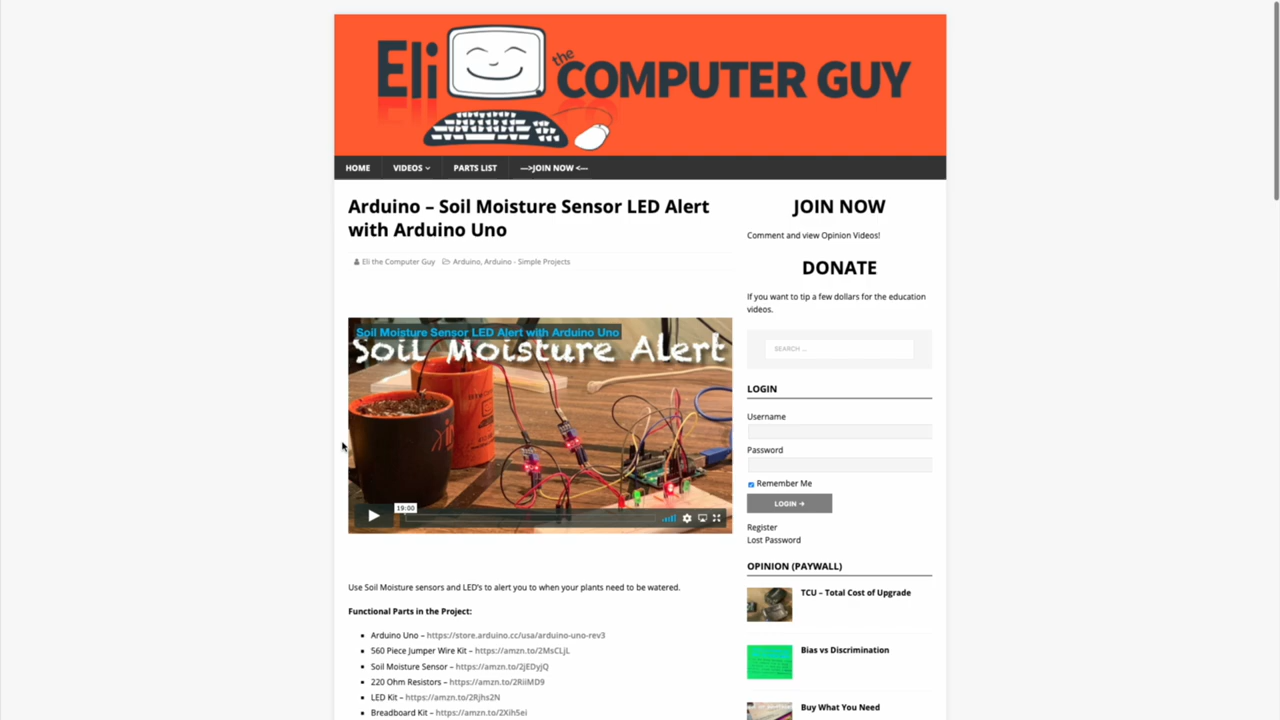 Eli the COMPUTER GUY
HOME VIDEOS PARTS LIST —>JOIN NOW <—
Arduino – Soil Moisture Sensor LED Alert
with Arduino Uno
Eli the Computer Guy Arduino, Arduino - Simple Projects
Soil Moisture Sensor LED Alert with Arduino Uno
Soil Moisture Alert
19:00
Use Soil Moisture sensors and LED's to alert you to when your plants need to be watered.
Functional Parts in the Project:
Arduino Uno – https://store.arduino.cc/usa/arduino-uno-rev3
560 Piece Jumper Wire Kit – https://amzn.to/2MsCLjL
Soil Moisture Sensor – https://amzn.to/2jEDyjQ
220 Ohm Resistors – https://amzn.to/2RiiMD9
LED Kit – https://amzn.to/2Rjhs2N
Breadboard Kit – https://amzn.to/2Xih5ei
JOIN NOW
Comment and view Opinion Videos!
DONATE
If you want to tip a few dollars for the education
videos.
SEARCH ...
LOGIN
Username
Password
Remember Me
LOGIN →
Register
Lost Password
OPINION (PAYWALL)
TCU – Total Cost of Upgrade
Bias vs Discrimination
Buy What You Need